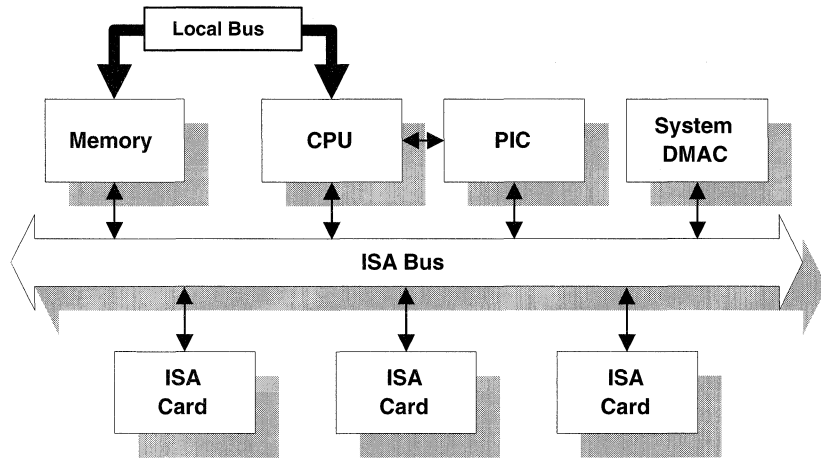 Local Bus
Memory
CPU
PIC
System
DMAC
ISA Bus
ISA
Card
ISA
Card
ISA
Card